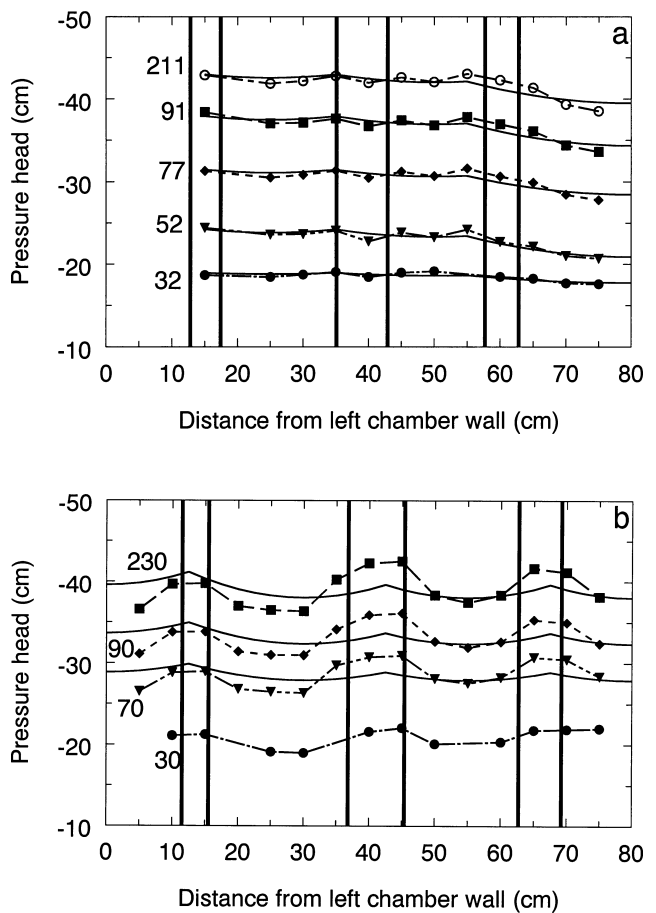 -50
a
211
-40
91
77
-30
52
-20
32
-10
0 10 20 30 40 50 60 70 80
Pressure head (cm)
Distance from left chamber wall (cm)
-50
b
230
-40
90
-30
70
-20
30
-10
0 10 20 30 40 50 60 70 80
Pressure head (cm)
Distance from left chamber wall (cm)